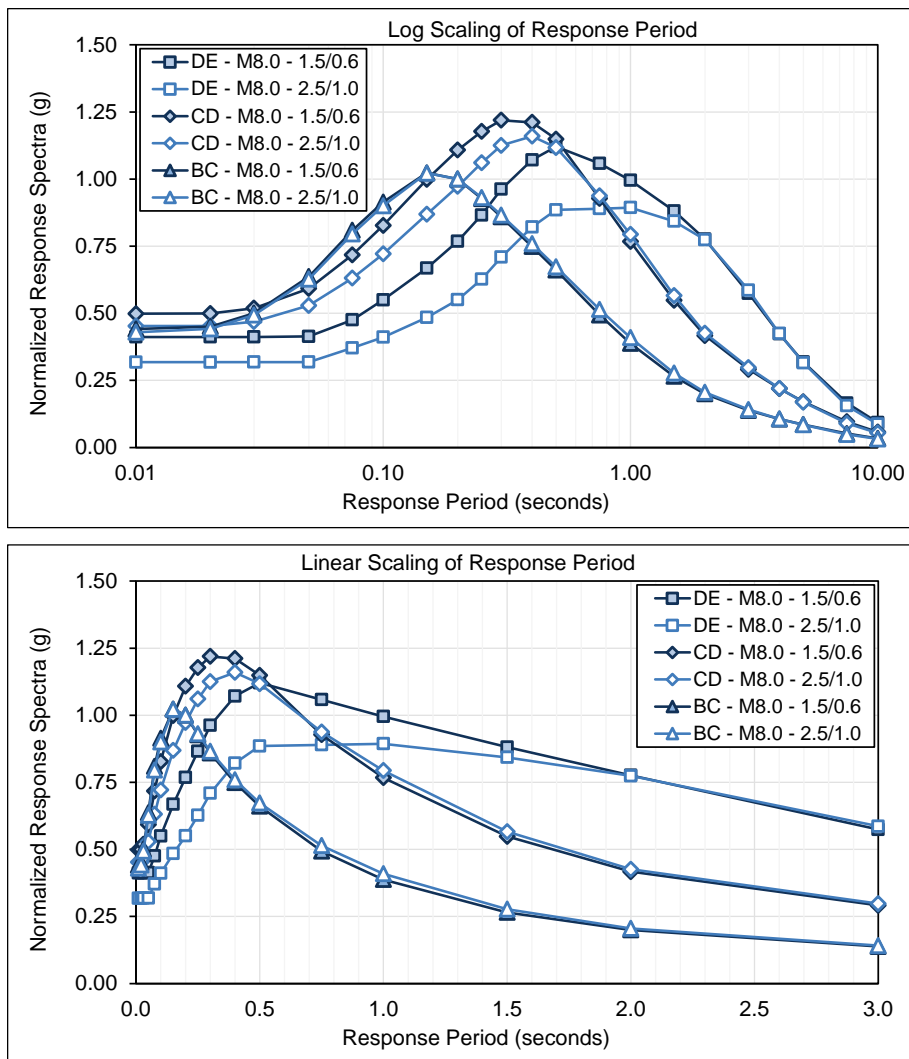 Log Scaling of Response Period
1.50
1.25
1.00
0.75
0.50
0.25
0.00
Normalized Response Spectra (g)
DE - M8.0 - 1.5/0.6
DE - M8.0 - 2.5/1.0
CD - M8.0 - 1.5/0.6
CD - M8.0 - 2.5/1.0
BC - M8.0 - 1.5/0.6
BC - M8.0 - 2.5/1.0
0.01 0.10 1.00 10.00
Response Period (seconds)
Linear Scaling of Response Period
1.50
1.25
1.00
0.75
0.50
0.25
0.00
Normalized Response Spectra (g)
DE - M8.0 - 1.5/0.6
DE - M8.0 - 2.5/1.0
CD - M8.0 - 1.5/0.6
CD - M8.0 - 2.5/1.0
BC - M8.0 - 1.5/0.6
BC - M8.0 - 2.5/1.0
0.0 0.5 1.0 1.5 2.0 2.5 3.0
Response Period (seconds)